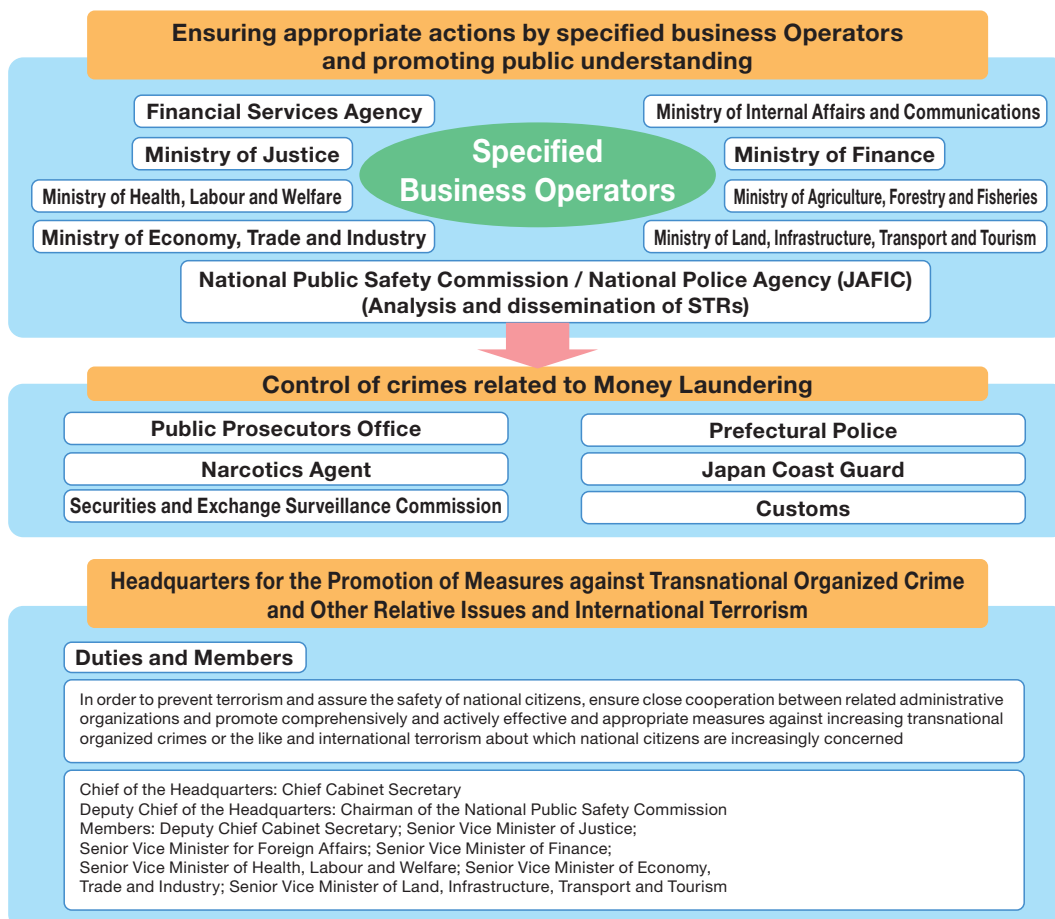 Ensuring appropriate actions by specified business Operators
and promoting public understanding
Financial Services Agency
Ministry of Internal Affairs and Communications
Ministry of Justice
Specified
Business Operators
Ministry of Finance
Ministry of Health, Labour and Welfare
Ministry of Agriculture, Forestry and Fisheries
Ministry of Economy, Trade and Industry
Ministry of Land, Infrastructure, Transport and Tourism
National Public Safety Commission / National Police Agency (JAFIC)
(Analysis and dissemination of STRs)
Control of crimes related to Money Laundering
Public Prosecutors Office
Prefectural Police
Narcotics Agent
Japan Coast Guard
Securities and Exchange Surveillance Commission
Customs
Headquarters for the Promotion of Measures against Transnational Organized Crime
and Other Relative Issues and International Terrorism
Duties and Members
In order to prevent terrorism and assure the safety of national citizens, ensure close cooperation between related administrative
organizations and promote comprehensively and actively effective and appropriate measures against increasing transnational
organized crimes or the like and international terrorism about which national citizens are increasingly concerned
Chief of the Headquarters: Chief Cabinet Secretary
Deputy Chief of the Headquarters: Chairman of the National Public Safety Commission
Members: Deputy Chief Cabinet Secretary; Senior Vice Minister of Justice;
Senior Vice Minister for Foreign Affairs; Senior Vice Minister of Finance;
Senior Vice Minister of Health, Labour and Welfare; Senior Vice Minister of Economy,
Trade and Industry; Senior Vice Minister of Land, Infrastructure, Transport and Tourism